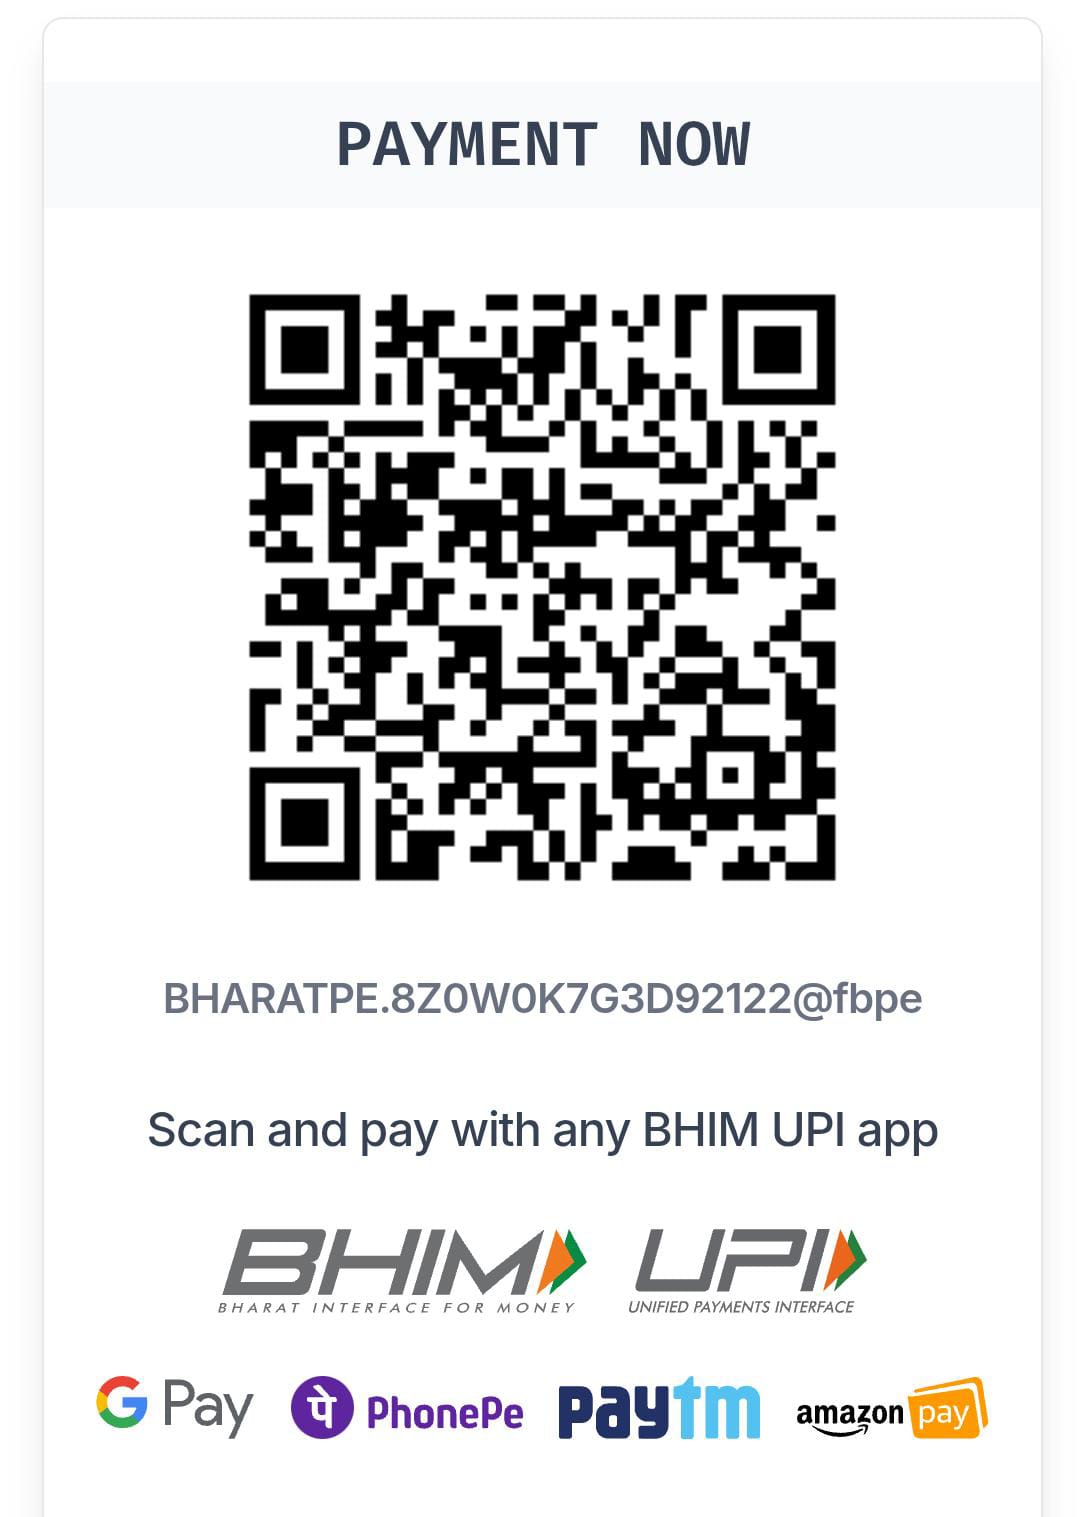 PAYMENT NOW
BHARATPE.8Z0W0K7G3D92122@fbpe
Scan and pay with any BHIM UPI app
BHIM UPI
BHARAT INTERFACE FOR MONEY UNIFIED PAYMENTS INTERFACE
G Pay पे PhonePe paytm amazon pay